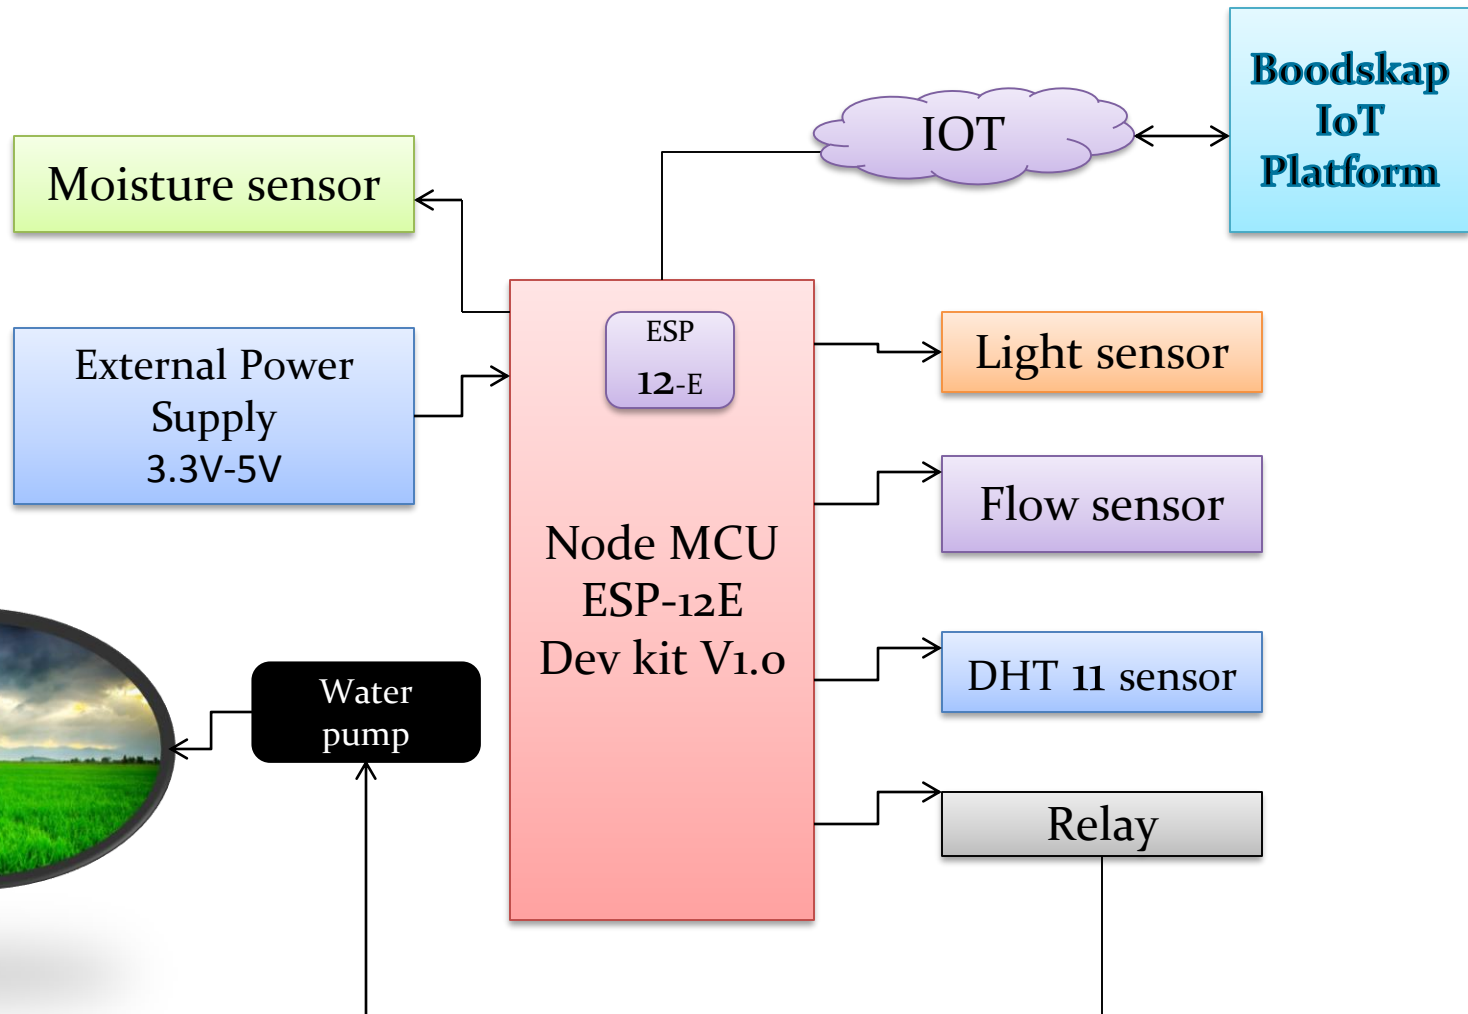 Boodskap
IoT
Platform
IOT
Moisture sensor
External Power
Supply
3.3V-5V
ESP
12-E
Node MCU
ESP-12E
Dev kit V1.0
Light sensor
Flow sensor
DHT 11 sensor
Relay
Water
pump